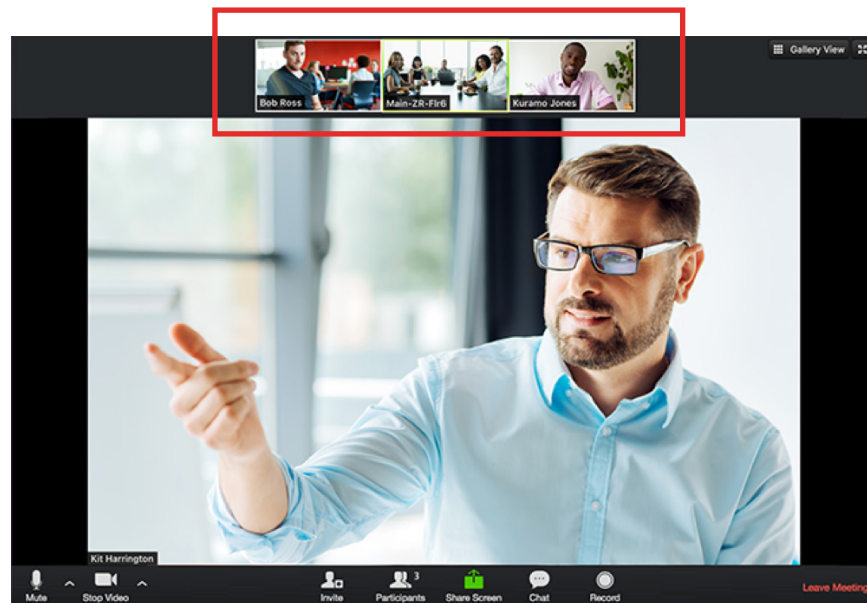 Gallery View
Bob Ross
Main-ZR-Flr6
Kuramo Jones
Kit Harrington
3
Mute
Stop Video
Invite
Participants
Share Screen
Chat
Record
Leave Meeting